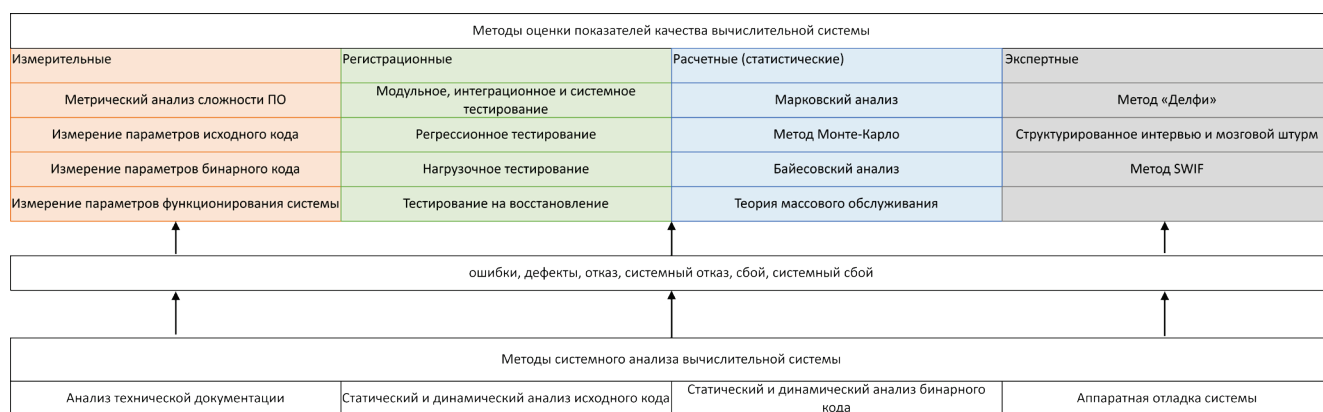 Методы оценки показателей качества вычислительной системы
Измерительные
Регистрационные
Расчетные (статистические)
Экспертные
Метрический анализ сложности ПО
Модульное, интеграционное и системное
тестирование
Марковский анализ
Метод «Делфи»
Измерение параметров исходного кода
Регрессионное тестирование
Метод Монте-Карло
Структурированное интервью и мозговой штурм
Измерение параметров бинарного кода
Нагрузочное тестирование
Байесовский анализ
Метод SWIF
Измерение параметров функционирования системы
Тестирование на восстановление
Теория массового обслуживания
ошибки, дефекты, отказ, системный отказ, сбой, системный сбой
Методы системного анализа вычислительной системы
Анализ технической документации
Статический и динамический анализ исходного кода
Статический и динамический анализ бинарного
кода
Аппаратная отладка системы